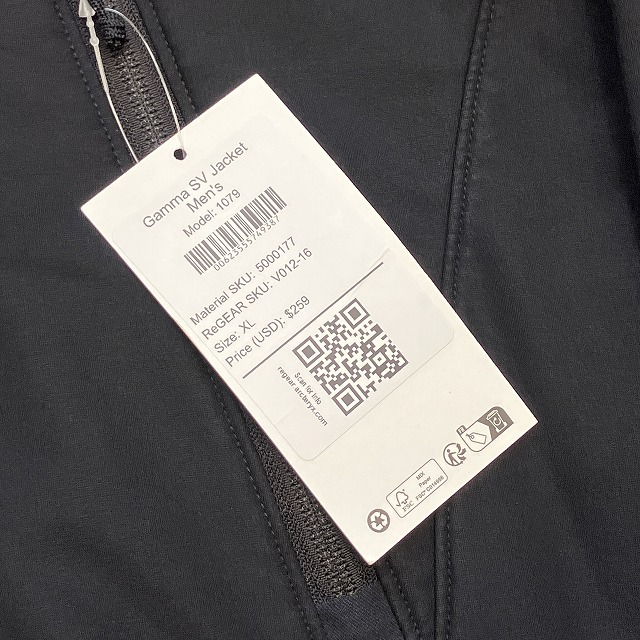 Gamma SV Jacket
Men's
Model: 1079
0062355749387
Material SKU: 5000177
ReGEAR SKU: V012-16
Size: XL
Price (USD): $259
Scan for Info
regear.arcteryx.com
MIX
Paper
FSC